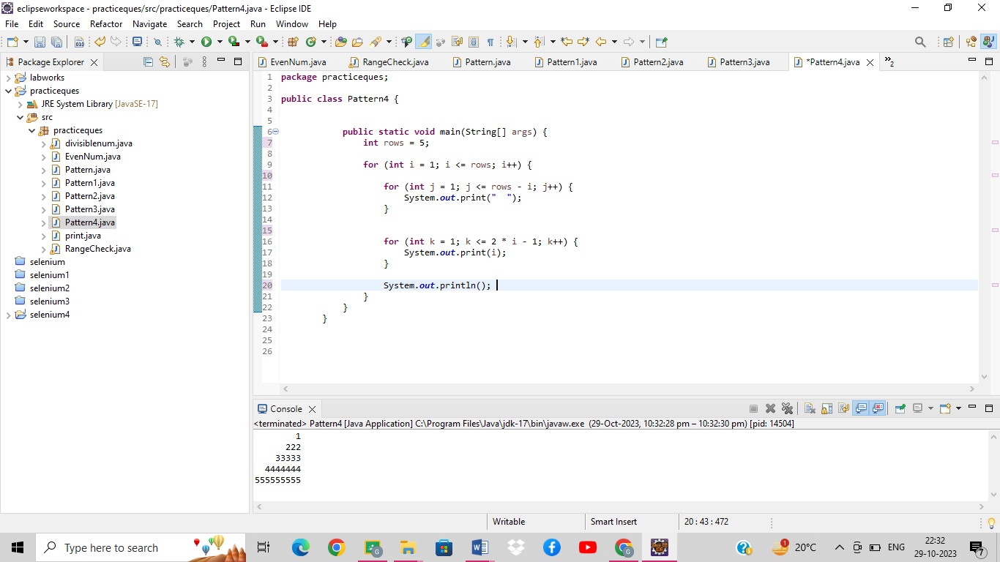 eclipseworkspace - practiceques/src/practiceques/Pattern4.java - Eclipse IDE
File Edit Source Refactor Navigate Search Project Run Window Help
Package Explorer
labworks
practiceques
JRE System Library [JavaSE-17]
src
practiceques
divisiblenum.java
EvenNum.java
Pattern.java
Pattern1.java
Pattern2.java
Pattern3.java
Pattern4.java
print.java
RangeCheck.java
selenium
selenium1
selenium2
selenium3
selenium4
EvenNum.java RangeCheck.java Pattern.java Pattern1.java Pattern2.java Pattern3.java *Pattern4.java »2
1 package practiceques;
2
3 public class Pattern4 {
4
5
6 public static void main(String[] args) {
7 int rows = 5;
8
9 for (int i = 1; i <= rows; i++) {
10
11 for (int j = 1; j <= rows - i; j++) {
12 System.out.print("  ");
13 }
14
15
16 for (int k = 1; k <= 2 * i - 1; k++) {
17 System.out.print(i);
18 }
19
20 System.out.println();
21 }
22 }
23 }
24
25
26
Console
<terminated> Pattern4 [Java Application] C:\Program Files\Java\jdk-17\bin\javaw.exe (29-Oct-2023, 10:32:28 pm – 10:32:30 pm) [pid: 14504]
1
222
33333
4444444
555555555
Writable Smart Insert 20 : 43 : 472
Type here to search
1 20°C ENG 22:32
29-10-2023 7